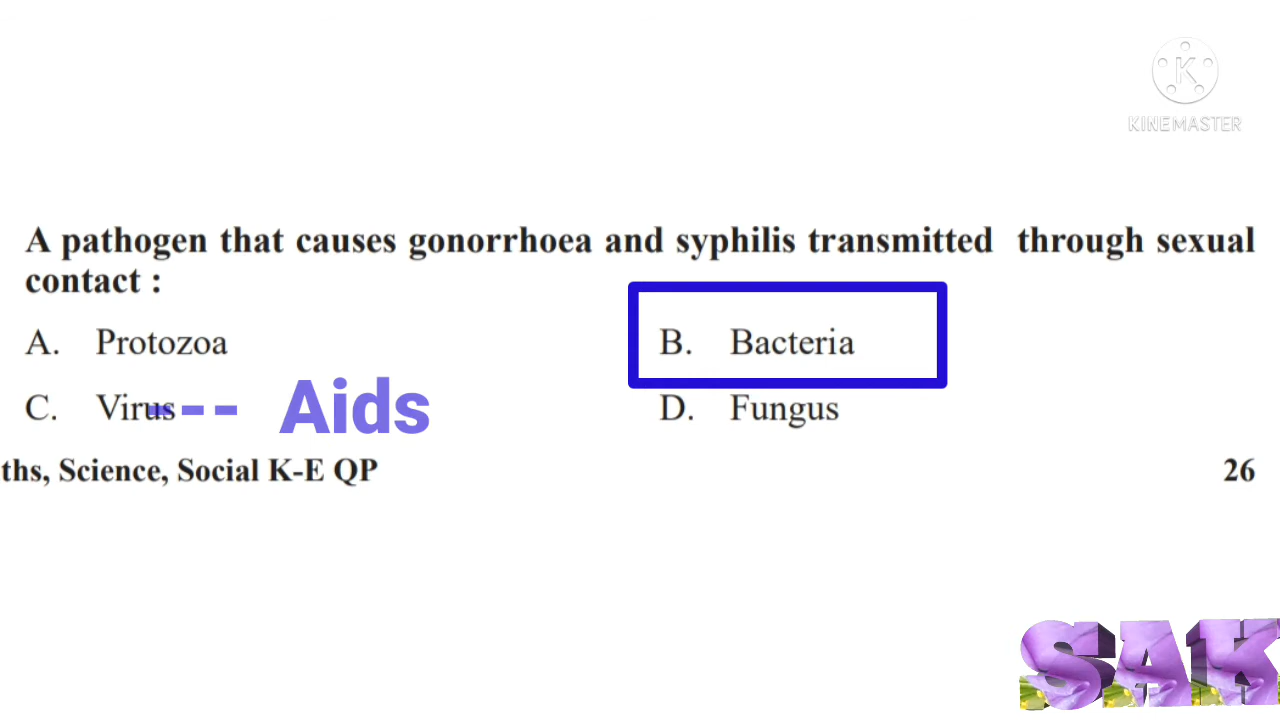 K
KINEMASTER
A pathogen that causes gonorrhoea and syphilis transmitted through sexual
contact :
A. Protozoa
B. Bacteria
C. Virus --- Aids
D. Fungus
ths, Science, Social K-E QP
26
SAK